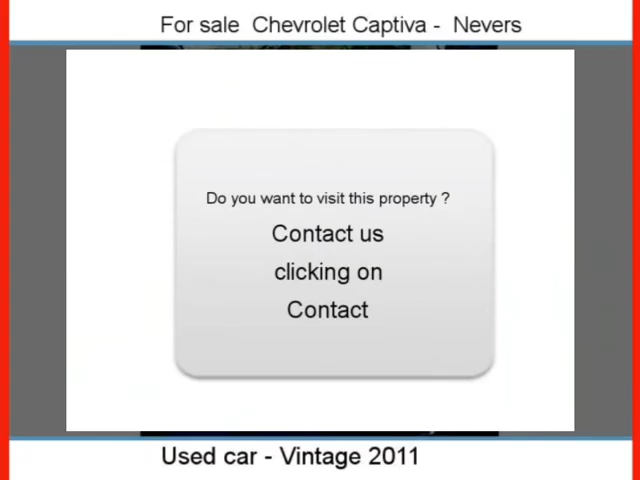 For sale Chevrolet Captiva - Nevers
Do you want to visit this property ?
Contact us
clicking on
Contact
Used car - Vintage 2011